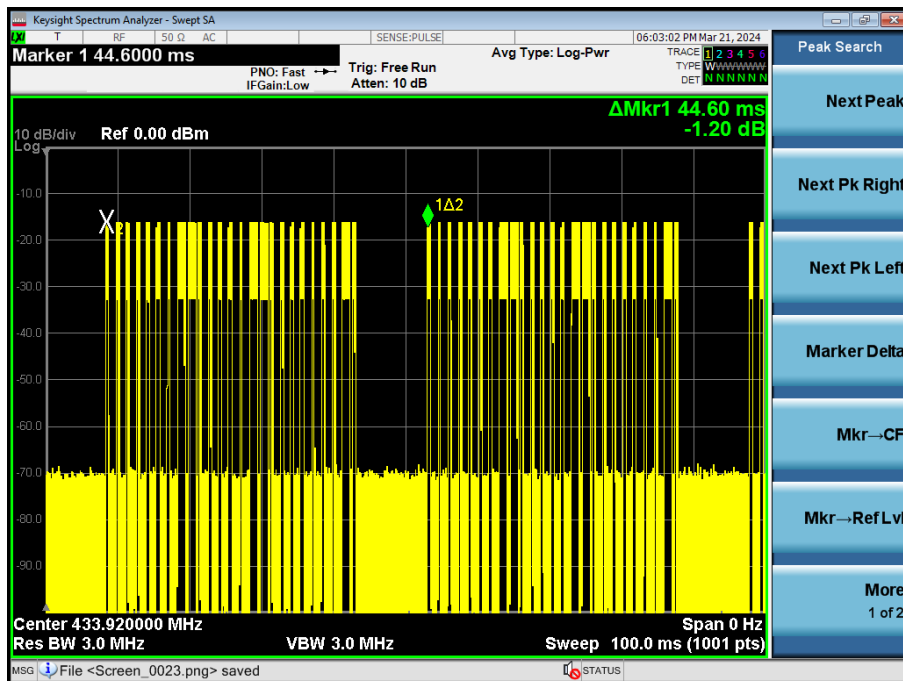 Keysight Spectrum Analyzer - Swept SA
LXI T RF 50 Ω AC SENSE:PULSE 06:03:02 PM Mar 21, 2024
Marker 1 44.6000 ms
PNO: Fast
IFGain:Low
Trig: Free Run
Atten: 10 dB
Avg Type: Log-Pwr
TRACE 1 2 3 4 5 6
TYPE WWWWWW
DET N N N N N N
ΔMkr1 44.60 ms
-1.20 dB
10 dB/div Ref 0.00 dBm
Log
-10.0
-20.0
-30.0
-40.0
-50.0
-60.0
-70.0
-80.0
-90.0
X2
1Δ2
Center 433.920000 MHz Span 0 Hz
Res BW 3.0 MHz VBW 3.0 MHz Sweep 100.0 ms (1001 pts)
MSG File <Screen_0023.png> saved STATUS
Peak Search
Next Peak
Next Pk Right
Next Pk Left
Marker Delta
Mkr→CF
Mkr→Ref Lvl
More
1 of 2